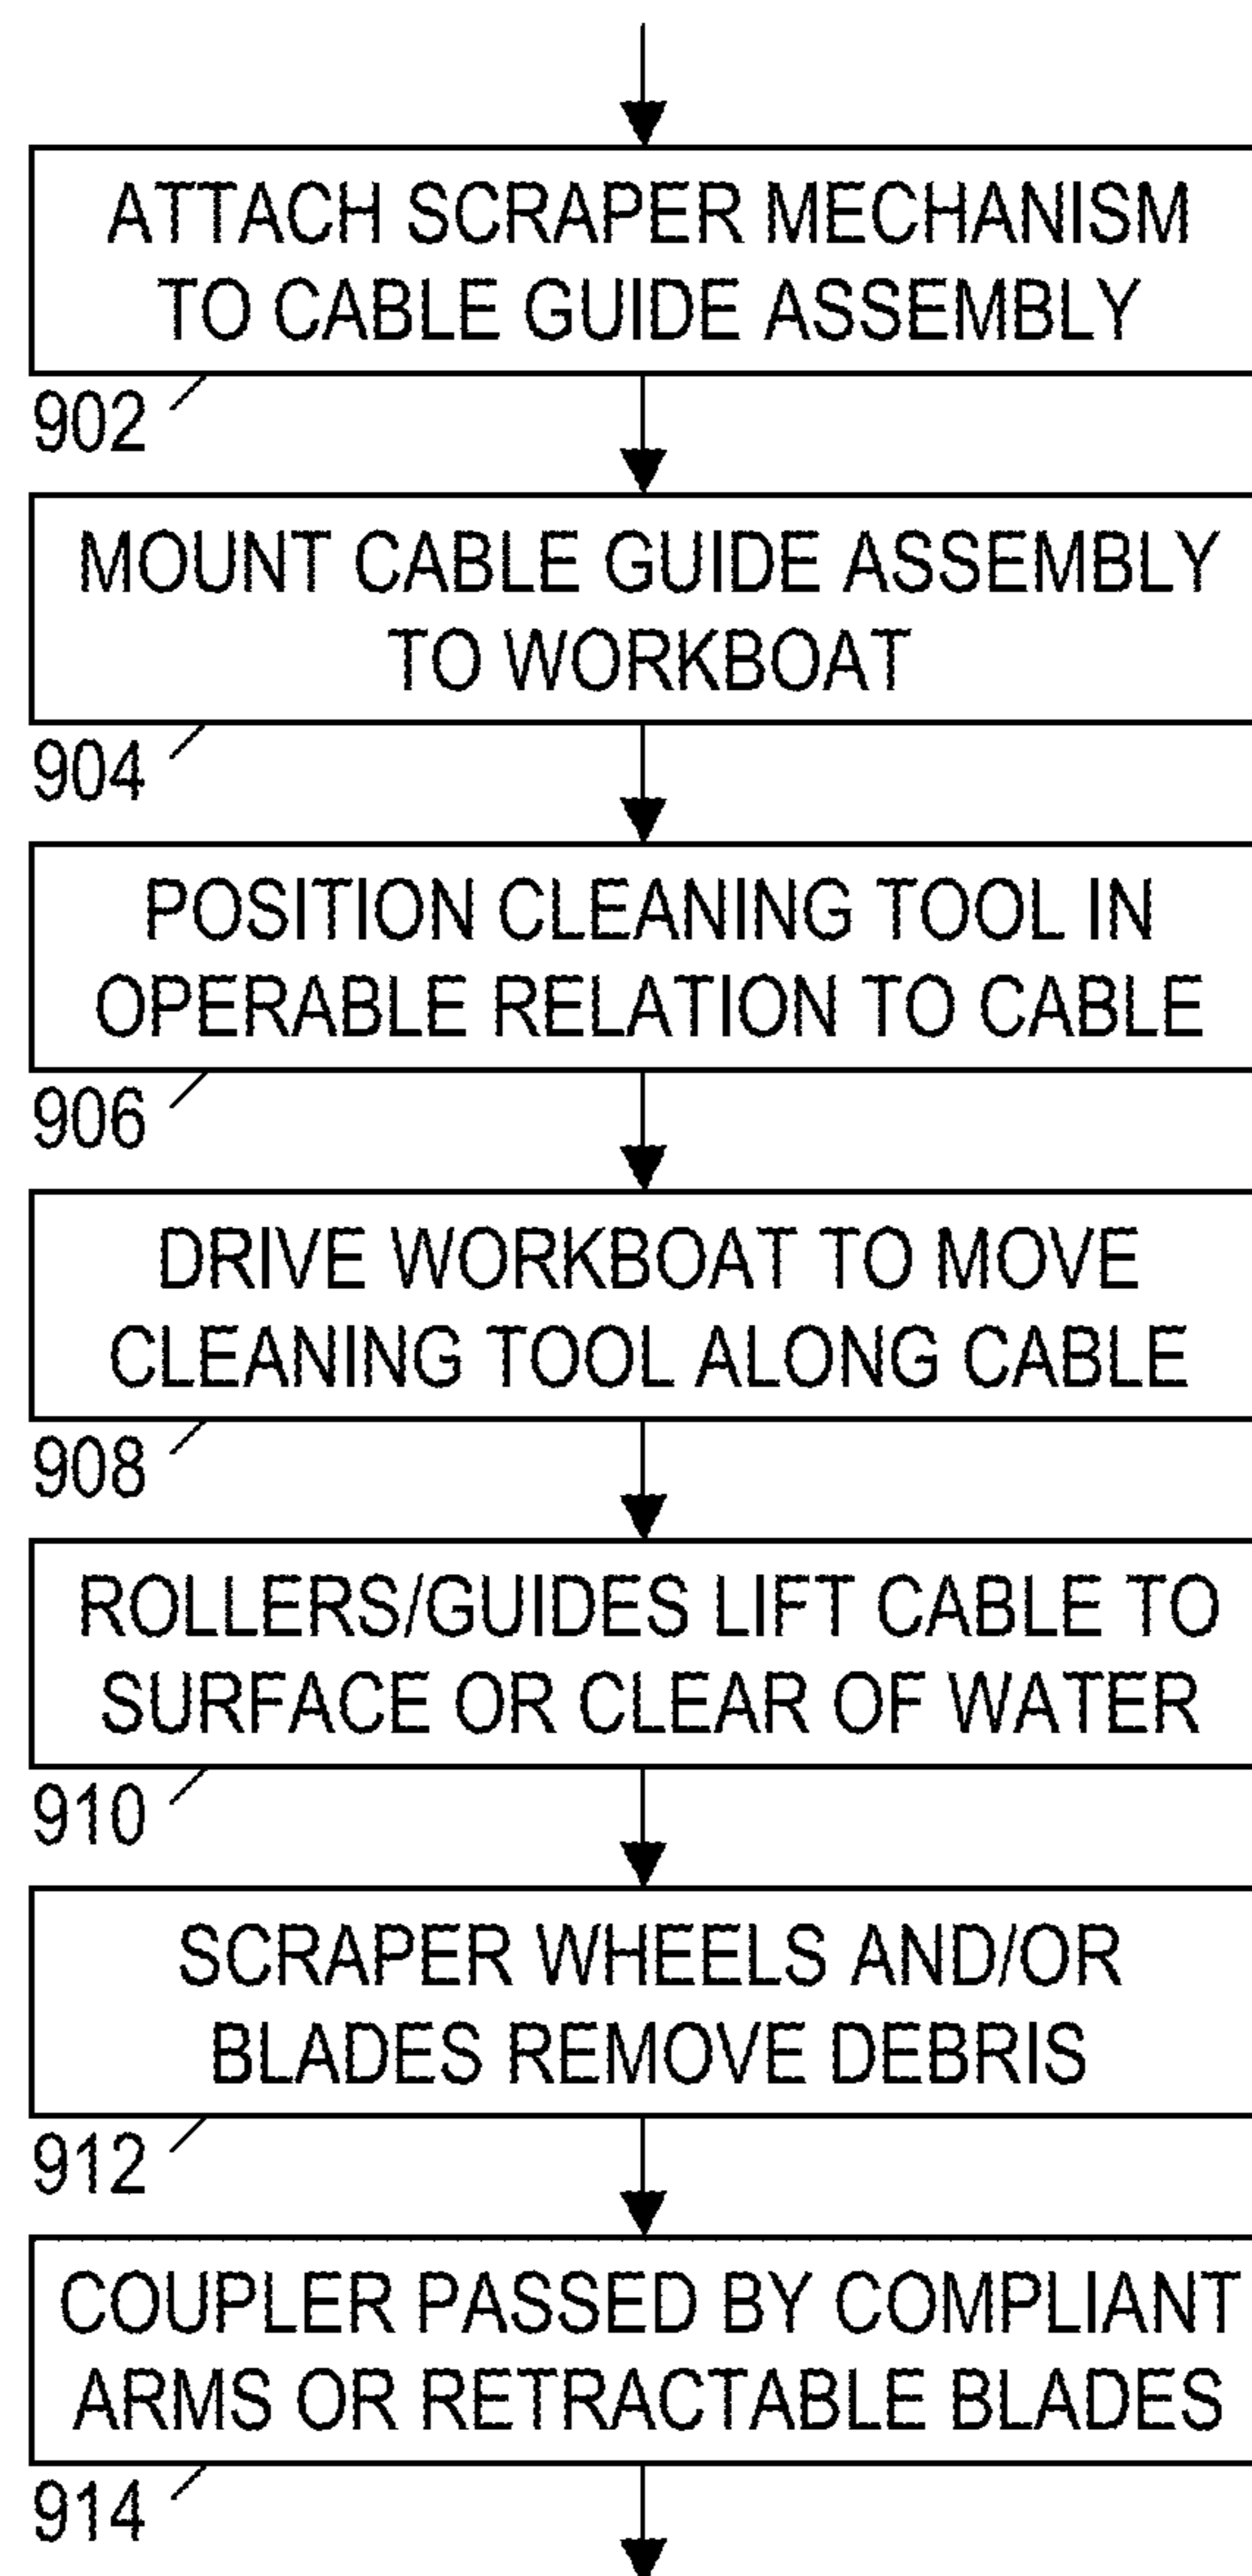 ATTACH SCRAPER MECHANISM
TO CABLE GUIDE ASSEMBLY
902
MOUNT CABLE GUIDE ASSEMBLY
TO WORKBOAT
904
POSITION CLEANING TOOL IN
OPERABLE RELATION TO CABLE
906
DRIVE WORKBOAT TO MOVE
CLEANING TOOL ALONG CABLE
908
ROLLERS/GUIDES LIFT CABLE TO
SURFACE OR CLEAR OF WATER
910
SCRAPER WHEELS AND/OR
BLADES REMOVE DEBRIS
912
COUPLER PASSED BY COMPLIANT
ARMS OR RETRACTABLE BLADES
914